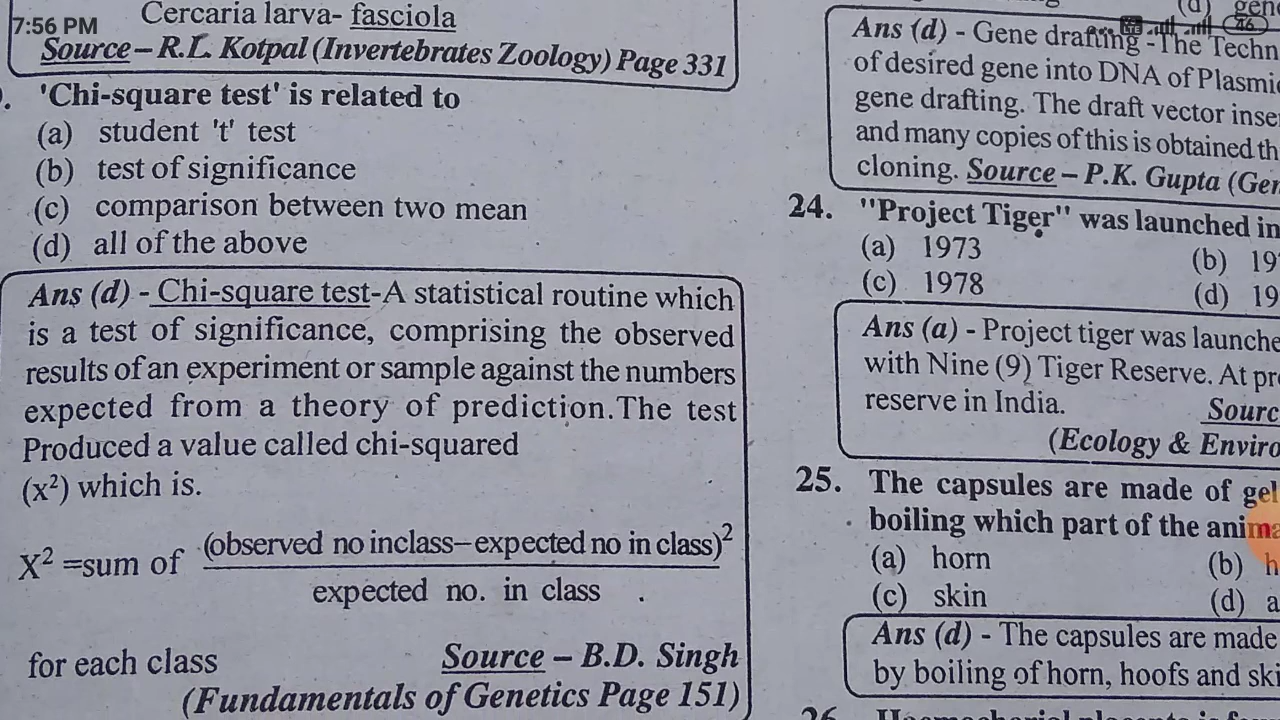 7:56 PM
Cercaria larva- fasciola
Source – R.L. Kotpal (Invertebrates Zoology) Page 331
'Chi-square test' is related to
(a) student 't' test
(b) test of significance
(c) comparison between two mean
(d) all of the above
Ans (d) - Chi-square test-A statistical routine which
is a test of significance, comprising the observed
results of an experiment or sample against the numbers
expected from a theory of prediction.The test
Produced a value called chi-squared
(x²) which is.
X² =sum of (observed no inclass–expected no in class)²
expected no. in class .
for each class
Source – B.D. Singh
(Fundamentals of Genetics Page 151)
(d) gen
46
Ans (d) - Gene drafting -The Techn
of desired gene into DNA of Plasmi
gene drafting. The draft vector inse
and many copies of this is obtained th
cloning. Source – P.K. Gupta (Gen
24. "Project Tiger" was launched in
(a) 1973 (b) 19
(c) 1978 (d) 19
Ans (a) - Project tiger was launche
with Nine (9) Tiger Reserve. At pr
reserve in India. Sourc
(Ecology & Enviro
25. The capsules are made of gel
boiling which part of the anima
(a) horn (b) h
(c) skin (d) a
Ans (d) - The capsules are made
by boiling of horn, hoofs and ski
26.